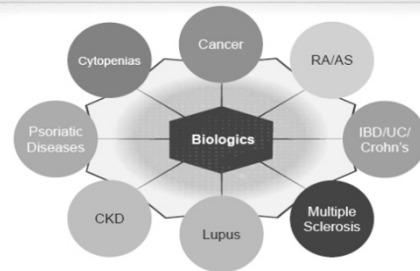 Cancer
RA/AS
IBD/UC/
Crohn's
Multiple
Sclerosis
Lupus
CKD
Psoriatic
Diseases
Cytopenias
Biologics